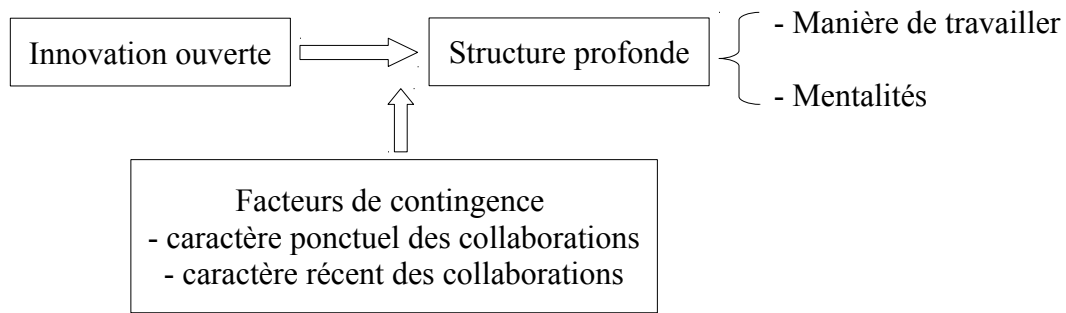 Innovation ouverte
Structure profonde
- Manière de travailler
- Mentalités
Facteurs de contingence
- caractère ponctuel des collaborations
- caractère récent des collaborations